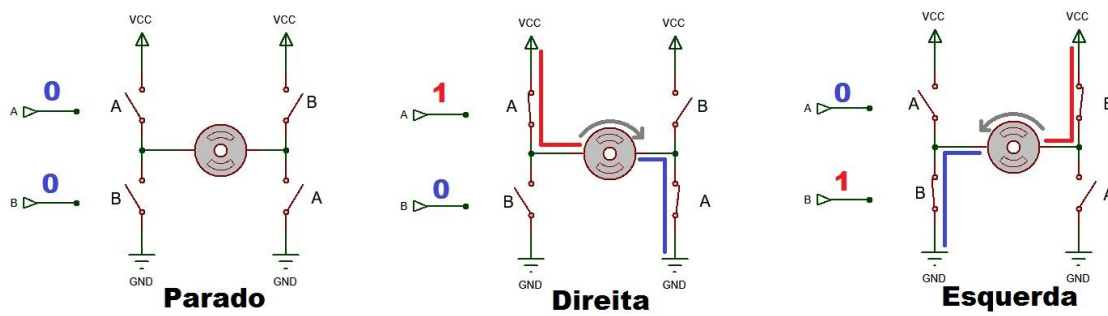 VCC VCC
0
A
A B
0
B
B A
GND GND
Parado
VCC VCC
1
A
A B
0
B
B A
GND GND
Direita
VCC VCC
0
A
A B
1
B
B A
GND GND
Esquerda